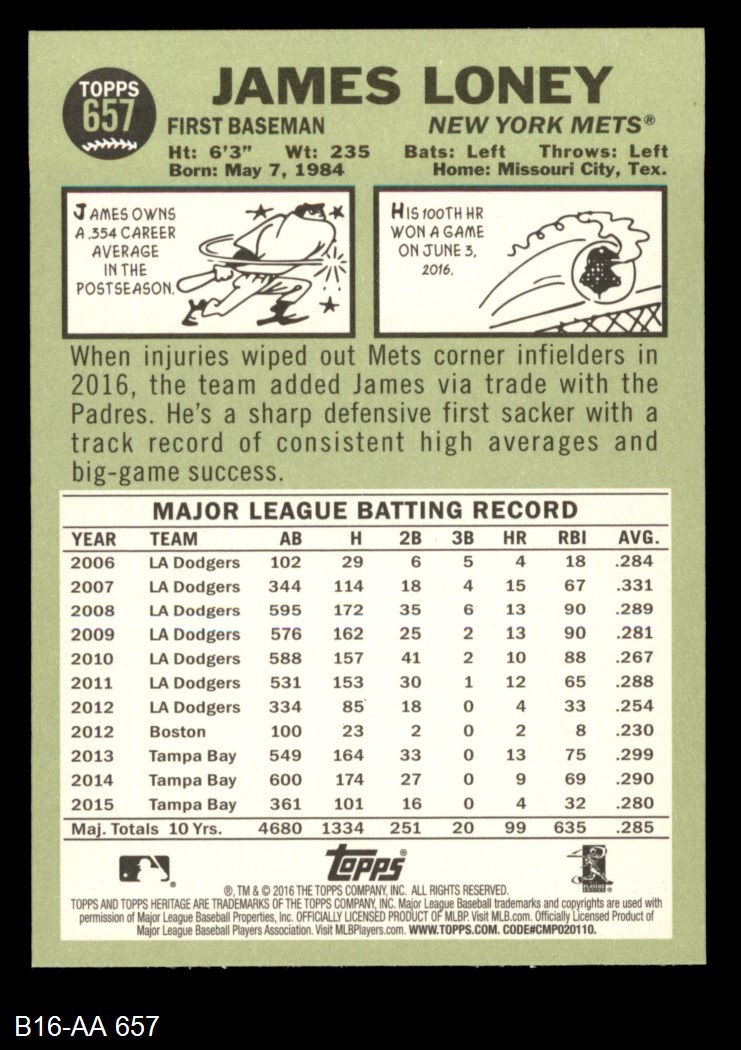 TOPPS
657
JAMES LONEY
FIRST BASEMAN NEW YORK METS®
Ht: 6'3" Wt: 235 Bats: Left Throws: Left
Born: May 7, 1984 Home: Missouri City, Tex.
JAMES OWNS
A .354 CAREER
AVERAGE
IN THE
POSTSEASON.
HIS 100TH HR
WON A GAME
ON JUNE 3,
2016.
When injuries wiped out Mets corner infielders in
2016, the team added James via trade with the
Padres. He's a sharp defensive first sacker with a
track record of consistent high averages and
big-game success.
MAJOR LEAGUE BATTING RECORD
YEAR TEAM AB H 2B 3B HR RBI AVG.
2006 LA Dodgers 102 29 6 5 4 18 .284
2007 LA Dodgers 344 114 18 4 15 67 .331
2008 LA Dodgers 595 172 35 6 13 90 .289
2009 LA Dodgers 576 162 25 2 13 90 .281
2010 LA Dodgers 588 157 41 2 10 88 .267
2011 LA Dodgers 531 153 30 1 12 65 .288
2012 LA Dodgers 334 85 18 0 4 33 .254
2012 Boston 100 23 2 0 2 8 .230
2013 Tampa Bay 549 164 33 0 13 75 .299
2014 Tampa Bay 600 174 27 0 9 69 .290
2015 Tampa Bay 361 101 16 0 4 32 .280
Maj. Totals 10 Yrs. 4680 1334 251 20 99 635 .285
topps®
®, TM & © 2016 THE TOPPS COMPANY, INC. ALL RIGHTS RESERVED.
TOPPS AND TOPPS HERITAGE ARE TRADEMARKS OF THE TOPPS COMPANY, INC. Major League Baseball trademarks and copyrights are used with
permission of Major League Baseball Properties, Inc. OFFICIALLY LICENSED PRODUCT OF MLBP. Visit MLB.com. Officially Licensed Product of
Major League Baseball Players Association. Visit MLBPlayers.com. WWW.TOPPS.COM. CODE#CMP020110.
B16-AA 657